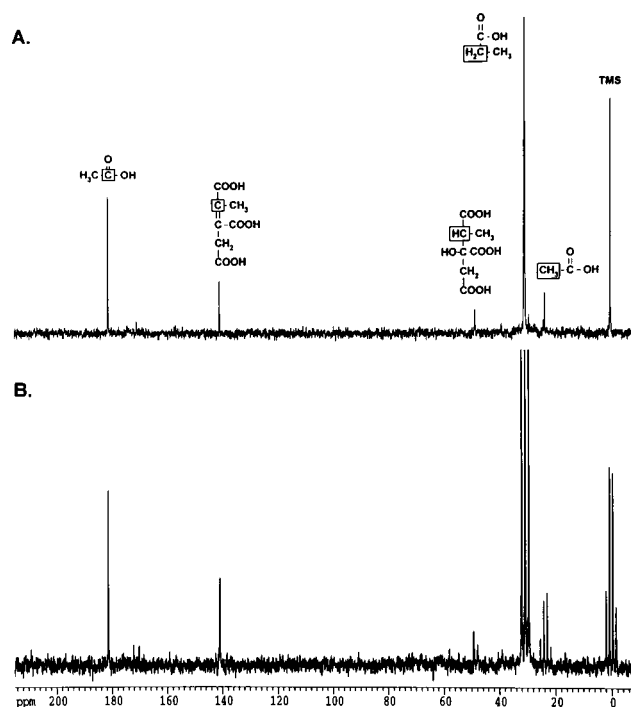 A.
O
C-OH
H₂C-CH₃
TMS
O
H₃C-C-OH
COOH
C-CH₃
C-COOH
CH₂
COOH
COOH
HC-CH₃
HO-C-COOH
CH₂
COOH
O
CH₃-C-OH
B.
ppm 200 180 160 140 120 100 80 60 40 20 0